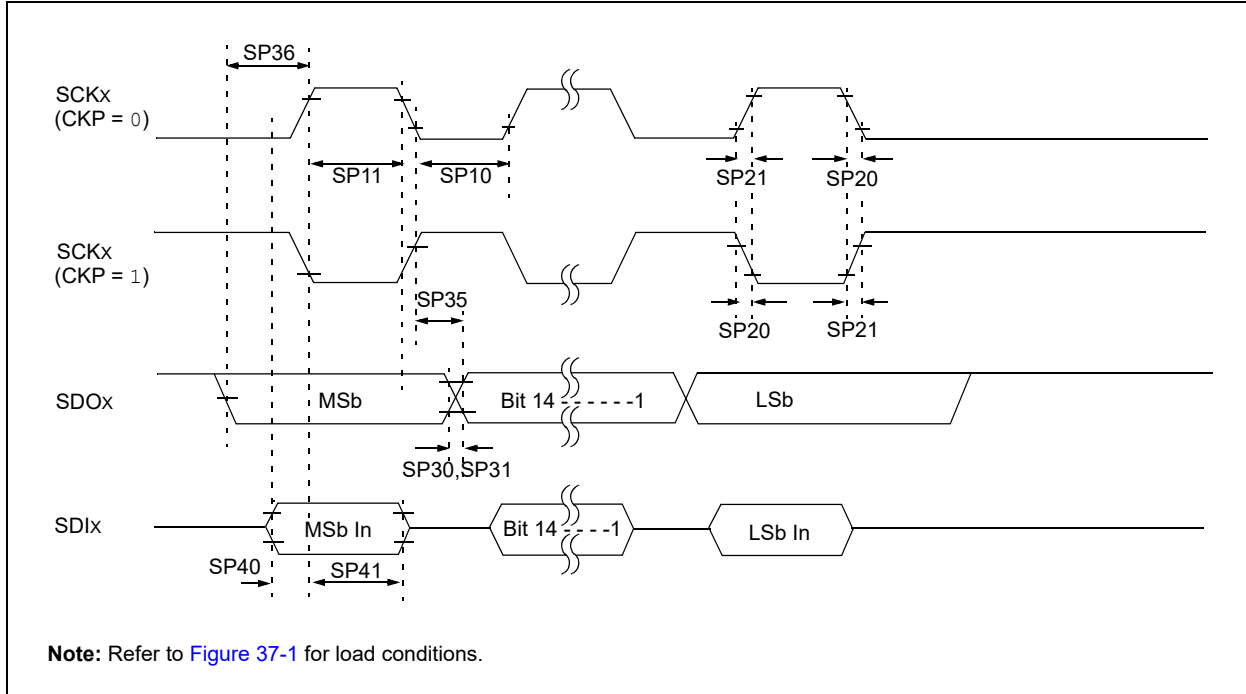 SP36
SCKx
(CKP = 0)
SP11
SP10
SP21
SP20
SCKx
(CKP = 1)
SP35
SP20
SP21
SDOx
MSb
Bit 14 - - - - - -1
LSb
SP30,SP31
SDIx
MSb In
Bit 14 - - - -1
LSb In
SP40
SP41
Note: Refer to Figure 37-1 for load conditions.